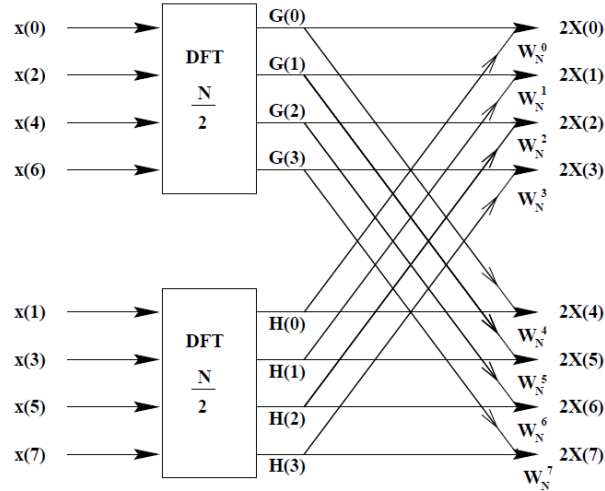 x(0) G(0) 2X(0)
W_N^0
x(2) DFT G(1) 2X(1)
W_N^1
x(4) N/2 G(2) 2X(2)
W_N^2
x(6) G(3) 2X(3)
W_N^3
x(1) H(0) 2X(4)
W_N^4
x(3) DFT H(1) 2X(5)
W_N^5
x(5) N/2 H(2) 2X(6)
W_N^6
x(7) H(3) 2X(7)
W_N^7